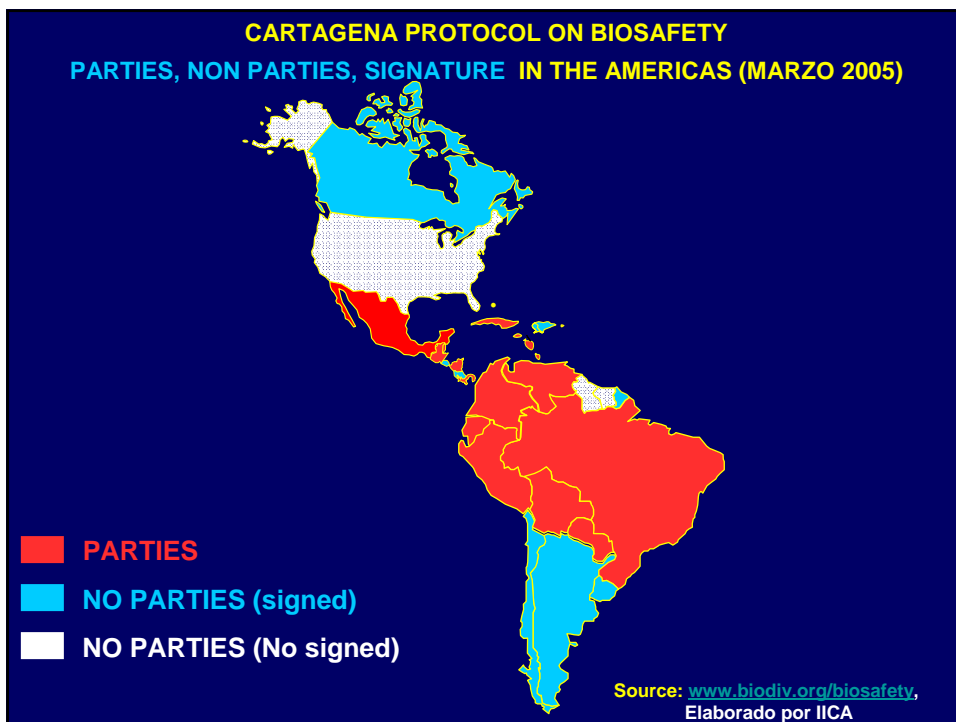 CARTAGENA PROTOCOL ON BIOSAFETY
PARTIES, NON PARTIES, SIGNATURE IN THE AMERICAS (MARZO 2005)
PARTIES
NO PARTIES (signed)
NO PARTIES (No signed)
Source: www.biodiv.org/biosafety,
Elaborado por IICA